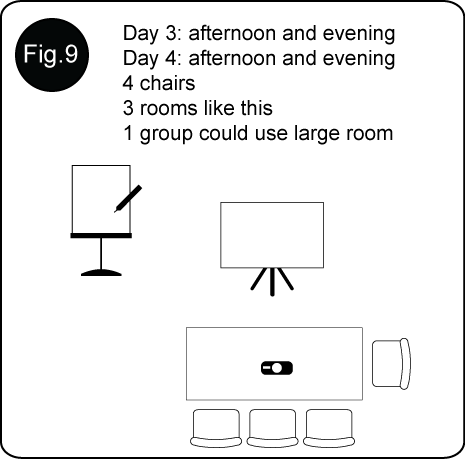 Fig.9
Day 3: afternoon and evening
Day 4: afternoon and evening
4 chairs
3 rooms like this
1 group could use large room